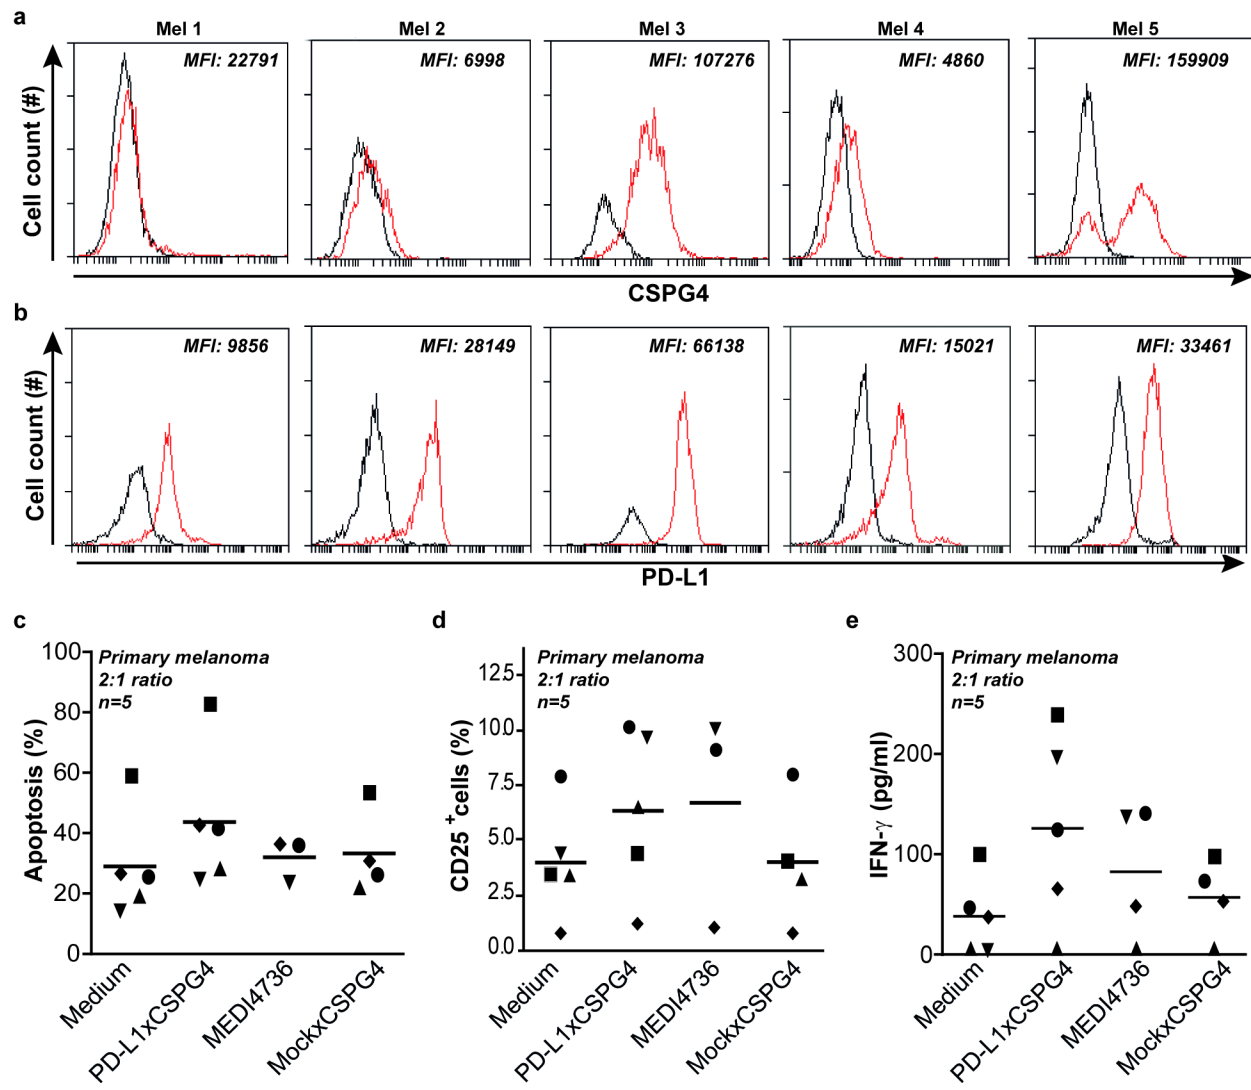 a
Mel 1
Mel 2
Mel 3
Mel 4
Mel 5
MFI: 22791
MFI: 6998
MFI: 107276
MFI: 4860
MFI: 159909
Cell count (#)
CSPG4
b
MFI: 9856
MFI: 28149
MFI: 66138
MFI: 15021
MFI: 33461
Cell count (#)
PD-L1
c
Apoptosis (%)
100
80
60
40
20
0
Primary melanoma
2:1 ratio
n=5
Medium
PD-L1xCSPG4
MEDI4736
MockxCSPG4
d
CD25 +cells (%)
12.5
10.0
7.5
5.0
2.5
0.0
Primary melanoma
2:1 ratio
n=5
Medium
PD-L1xCSPG4
MEDI4736
MockxCSPG4
e
IFN-γ (pg/ml)
300
200
100
0
Primary melanoma
2:1 ratio
n=5
Medium
PD-L1xCSPG4
MEDI4736
MockxCSPG4